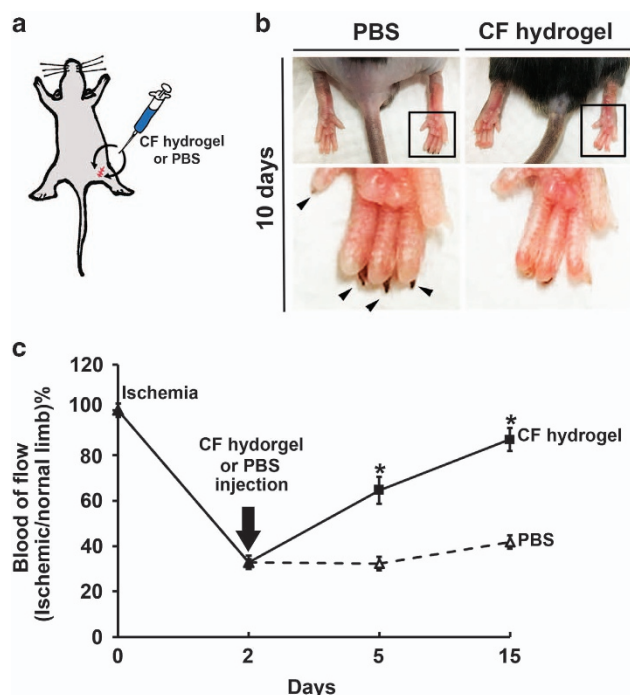 a
CF hydrogel
or PBS
b
PBS
CF hydrogel
10 days
c
Blood of flow
(Ischemic/nornal limb)%
100
80
60
40
20
0
Ischemia
CF hydorgel
or PBS
injection
*
*
CF hydrogel
PBS
0
2
5
15
Days